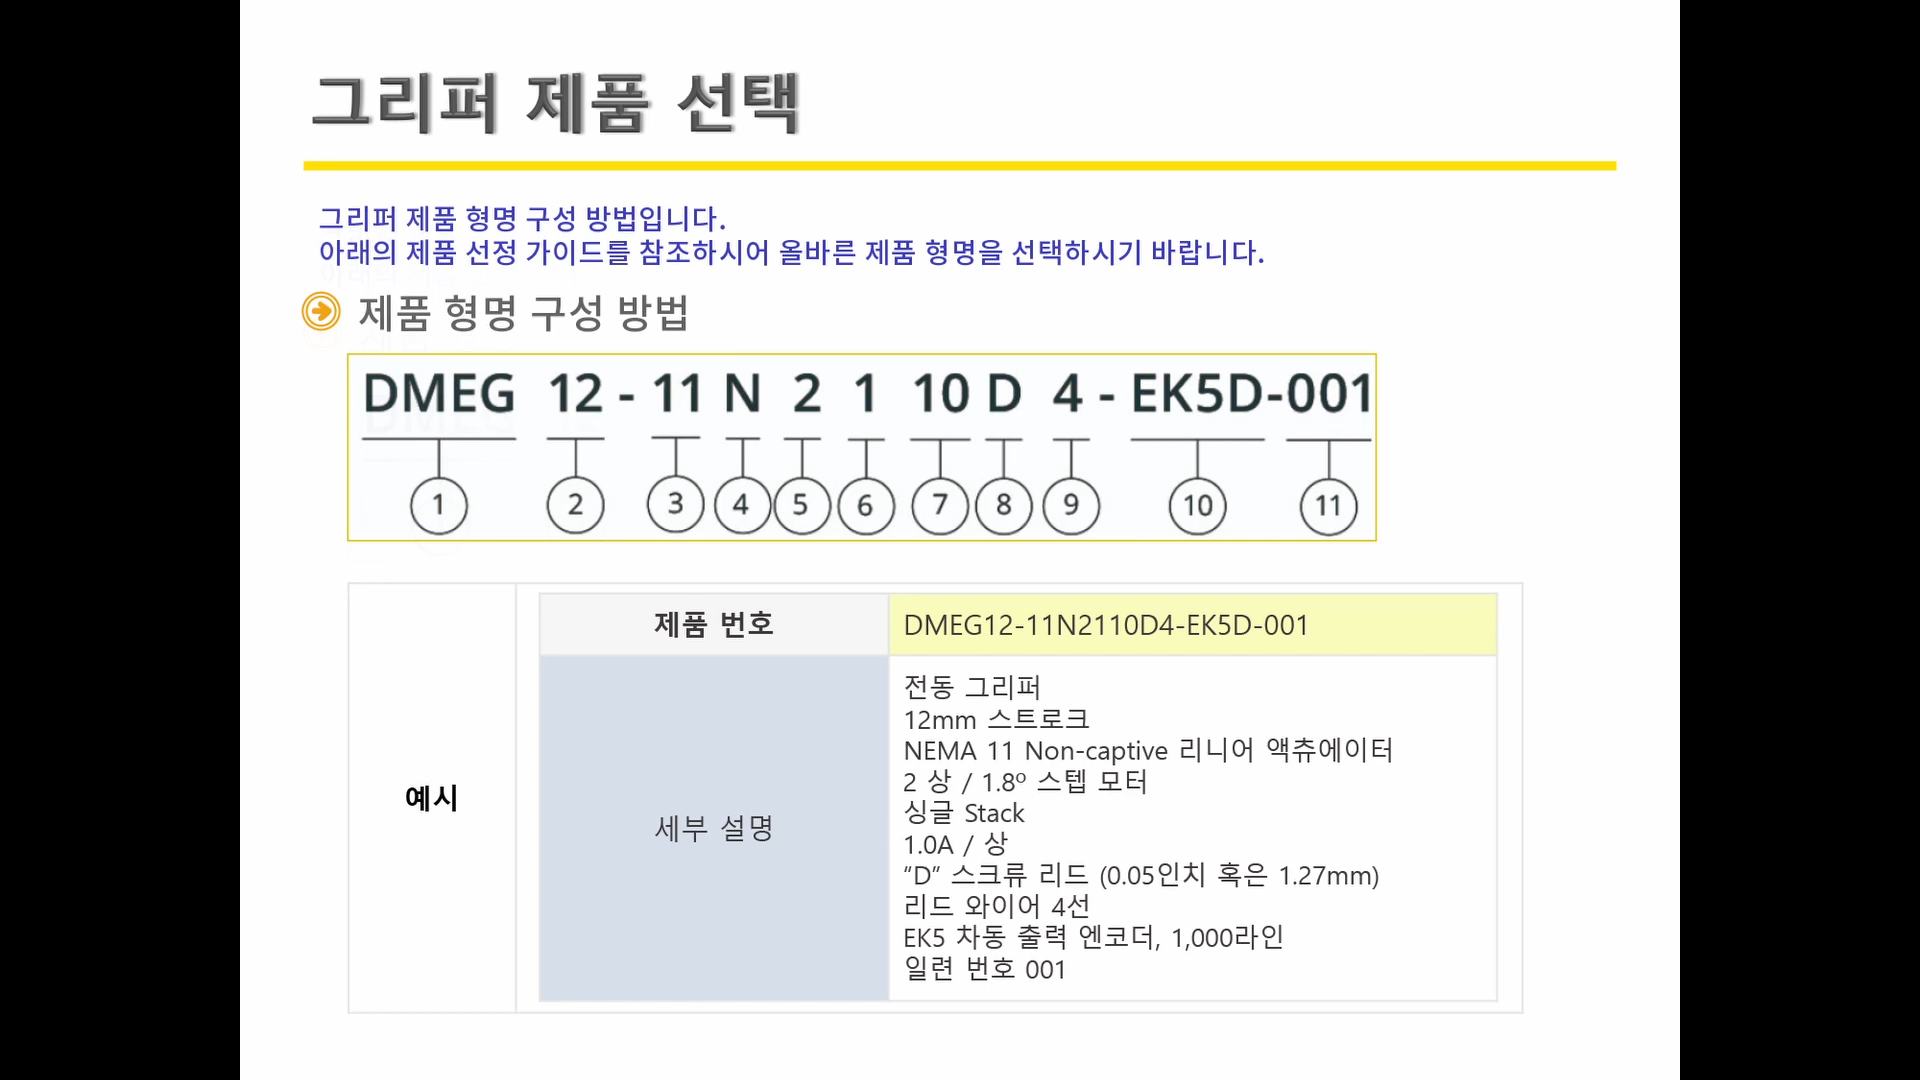 그리퍼 제품 선택
그리퍼 제품 형명 구성 방법입니다.
아래의 제품 선정 가이드를 참조하시어 올바른 제품 형명을 선택하시기 바랍니다.
제품 형명 구성 방법
DMEG 12 - 11 N 2 1 10 D 4 - EK5D-001
1 2 3 4 5 6 7 8 9 10 11
예시
제품 번호
DMEG12-11N2110D4-EK5D-001
세부 설명
전동 그리퍼
12mm 스트로크
NEMA 11 Non-captive 리니어 액츄에이터
2 상 / 1.8º 스텝 모터
싱글 Stack
1.0A / 상
“D” 스크류 리드 (0.05인치 혹은 1.27mm)
리드 와이어 4선
EK5 차동 출력 엔코더, 1,000라인
일련 번호 001